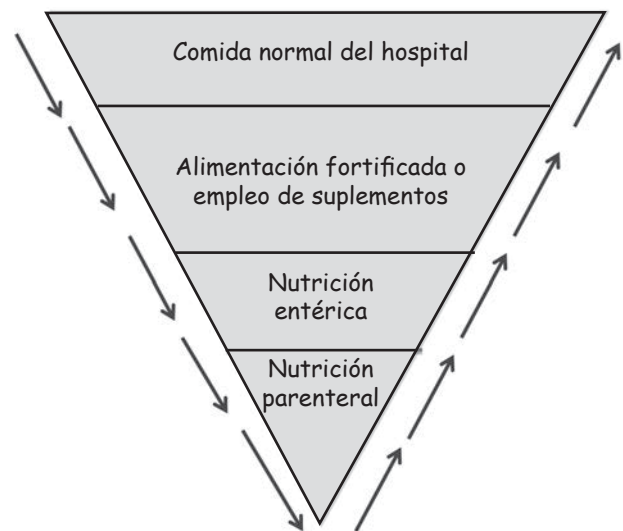 Comida normal del hospital
Alimentación fortificada o
empleo de suplementos
Nutrición
entérica
Nutrición
parenteral